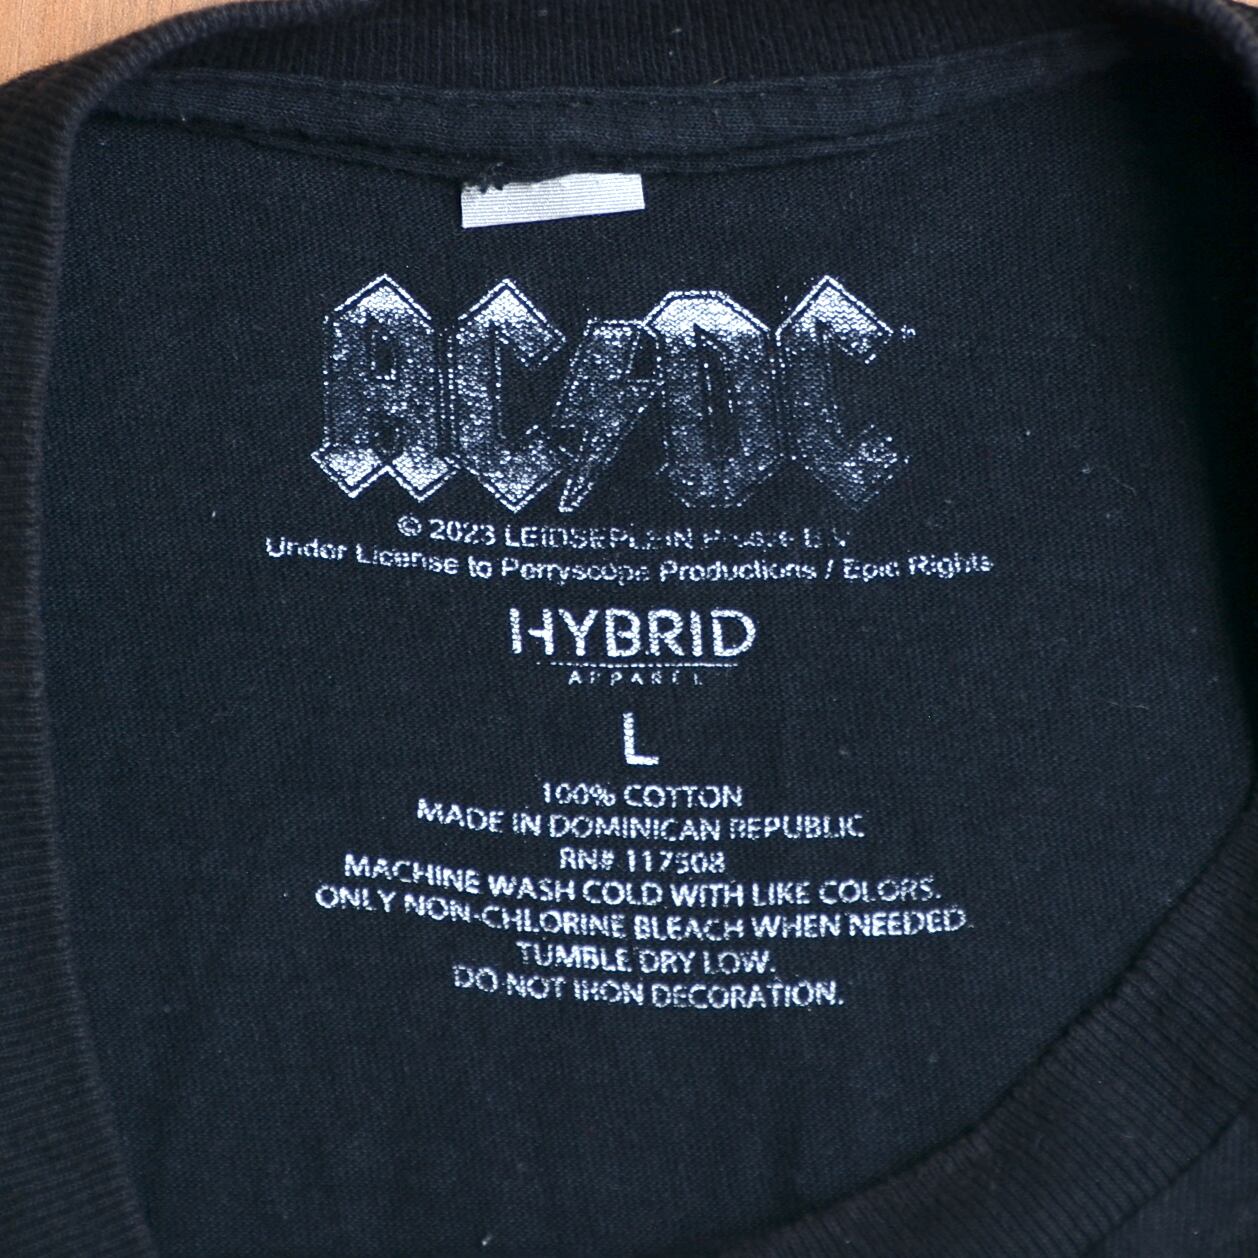 AC/DC
© 2023 LEIDSEPLEIN Presse B.V.
Under License to Perryscope Productions / Epic Rights
HYBRID
APPAREL
L
100% COTTON
MADE IN DOMINICAN REPUBLIC
RN# 117508
MACHINE WASH COLD WITH LIKE COLORS.
ONLY NON-CHLORINE BLEACH WHEN NEEDED.
TUMBLE DRY LOW.
DO NOT IRON DECORATION.